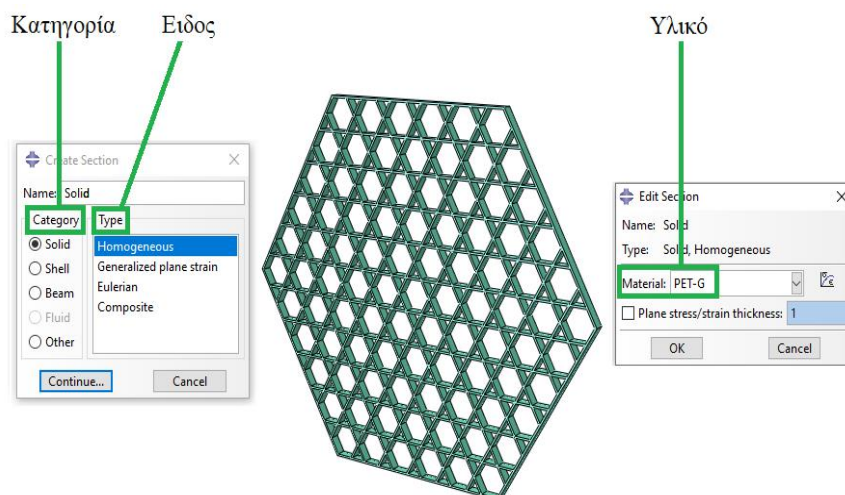 Κατηγορία
Ειδος
Υλικό
Create Section
Name: Solid
Category
Type
Solid
Shell
Beam
Fluid
Other
Homogeneous
Generalized plane strain
Eulerian
Composite
Continue...
Cancel
Edit Section
Name: Solid
Type: Solid, Homogeneous
Material: PET-G
Plane stress/strain thickness: 1
OK
Cancel